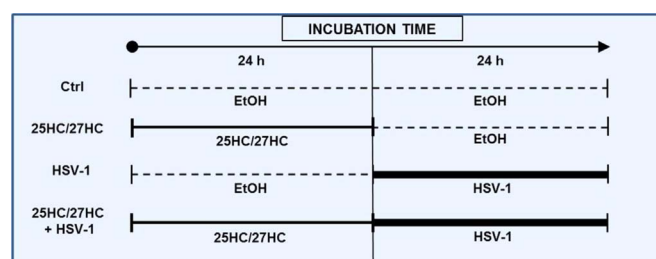 INCUBATION TIME
24 h 24 h
Ctrl
EtOH EtOH
25HC/27HC
25HC/27HC EtOH
HSV-1
EtOH HSV-1
25HC/27HC
+ HSV-1
25HC/27HC HSV-1